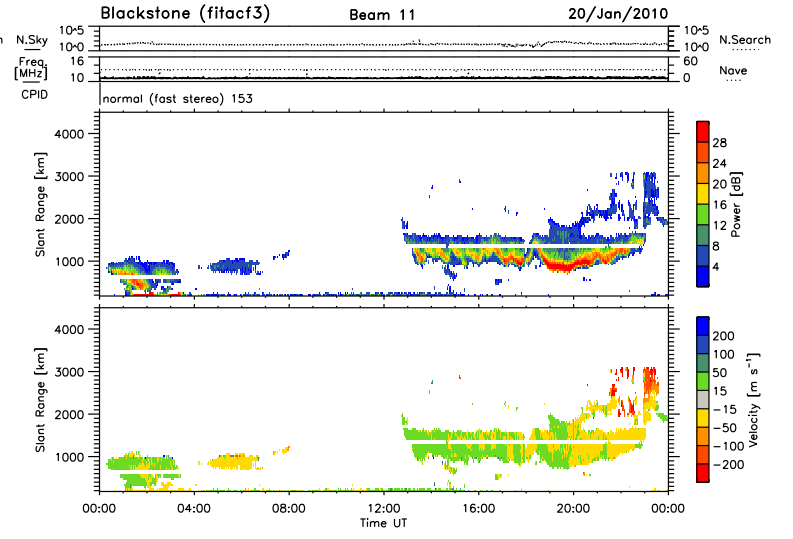 Blackstone (fitacf3) Beam 11 20/Jan/2010
n N.Sky 10^5 10^0 10^5 10^0 N.Search
Freq. [MHz] 16 10 60 0 Nave
CPID normal (fast stereo) 153
Slant Range [km]
4000
3000
2000
1000
28
24
20
16
12
8
4
Power [dB]
Slant Range [km]
4000
3000
2000
1000
200
100
50
15
-15
-50
-100
-200
Velocity [m s⁻¹]
00:00 04:00 08:00 12:00 16:00 20:00 00:00
Time UT